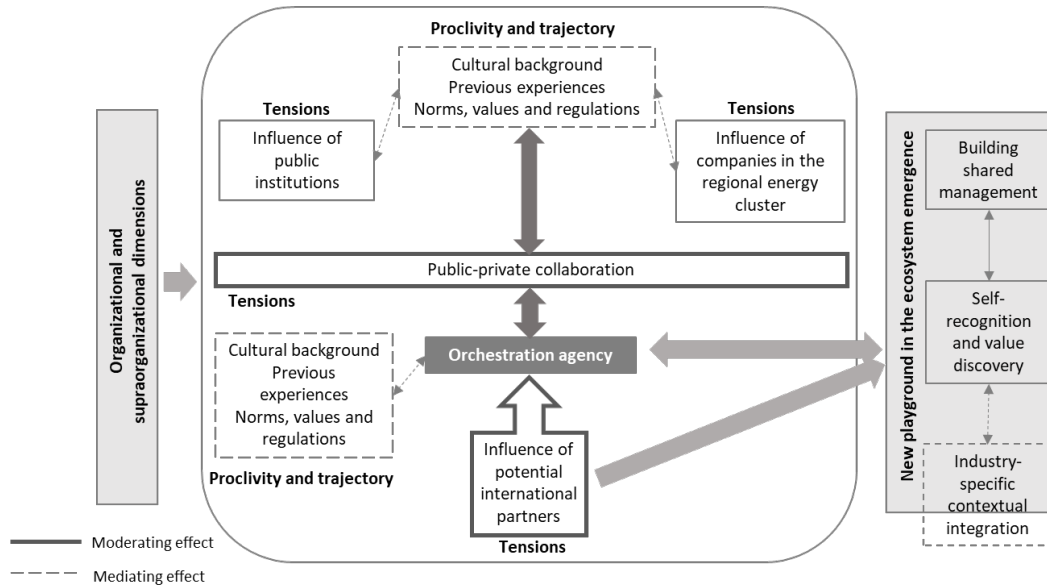 Proclivity and trajectory
Cultural background
Previous experiences
Norms, values and regulations
Tensions
Influence of
public
institutions
Tensions
Influence of
companies in the
regional energy
cluster
Organizational and
supraorganizational dimensions
Public-private collaboration
Tensions
Cultural background
Previous
experiences
Norms, values and
regulations
Proclivity and trajectory
Orchestration agency
Influence of
potential
international
partners
Tensions
New playground in the ecosystem emergence
Building
shared
management
Self-
recognition
and value
discovery
Industry-
specific
contextual
integration
Moderating effect
Mediating effect